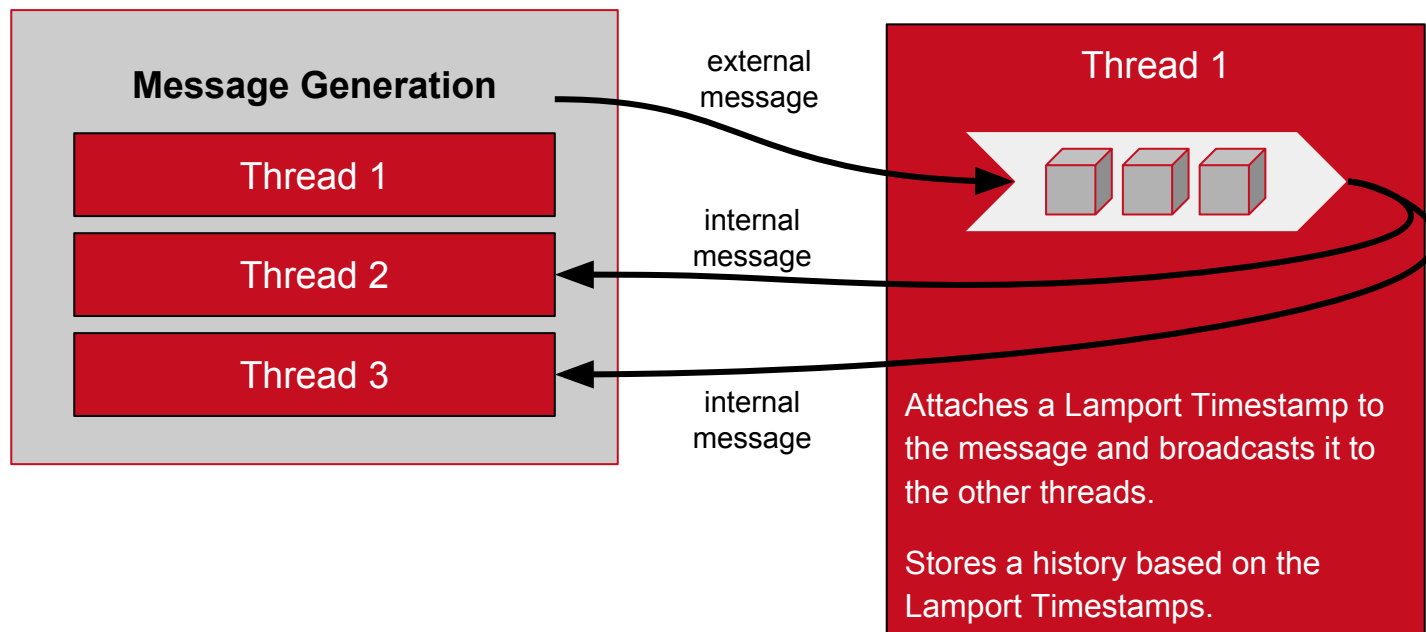 Message Generation
Thread 1
Thread 2
Thread 3
external
message
internal
message
internal
message
Thread 1
Attaches a Lamport Timestamp to
the message and broadcasts it to
the other threads.
Stores a history based on the
Lamport Timestamps.